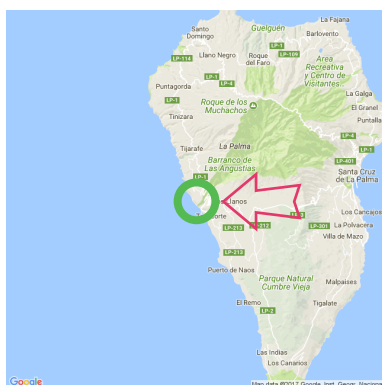 La Fajana
Santo
Domingo
Guelguén
Barlovento
LP-1
LP-109
LP-114
Llano Negro
Roque
del Faro
Area
Recreativa
y Centro de
Visitantes...
LP-1
LP-4
Puntagorda
La Galga
LP-1
Roque de los
Muchachos
El Granel
Tinizara
Puntalla
LP-4
Tijarafe
La Palma
LP-1
Barranco de
Las Angustias
LP-401
Santa Cruz
de La Palma
LP-1
Llanos
LP-3
Los Cancajos
LP-213
LP-212
LP-301
La Polvacera
Villa de Mazo
LP-213
Puerto de Naos
Parque Natural
Cumbre Vieja
Malpaises
El Remo
LP-2
Tigalate
Las Indias
Los Canarios
Google
Map data ©2017 Google, Inst. Geogr. Nacional